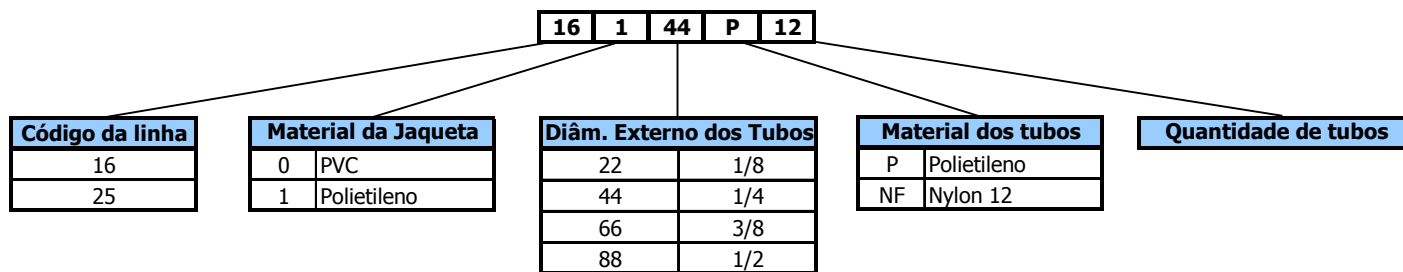 16 1 44 P 12
Código da linha
16
25
Material da Jaqueta
0 PVC
1 Polietileno
Diâm. Externo dos Tubos
22 1/8
44 1/4
66 3/8
88 1/2
Material dos tubos
P Polietileno
NF Nylon 12
Quantidade de tubos